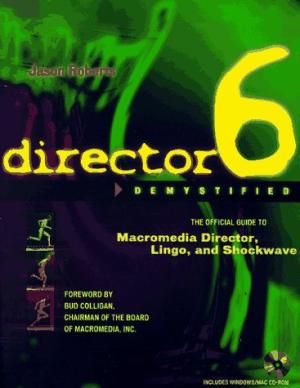 Jason Roberts
director 6
DEMYSTIFIED
THE OFFICIAL GUIDE TO
Macromedia Director,
Lingo, and Shockwave
FOREWORD BY
BUD COLLIGAN,
CHAIRMAN OF THE BOARD
OF MACROMEDIA, INC.
INCLUDES WINDOWS/MAC CD-ROM